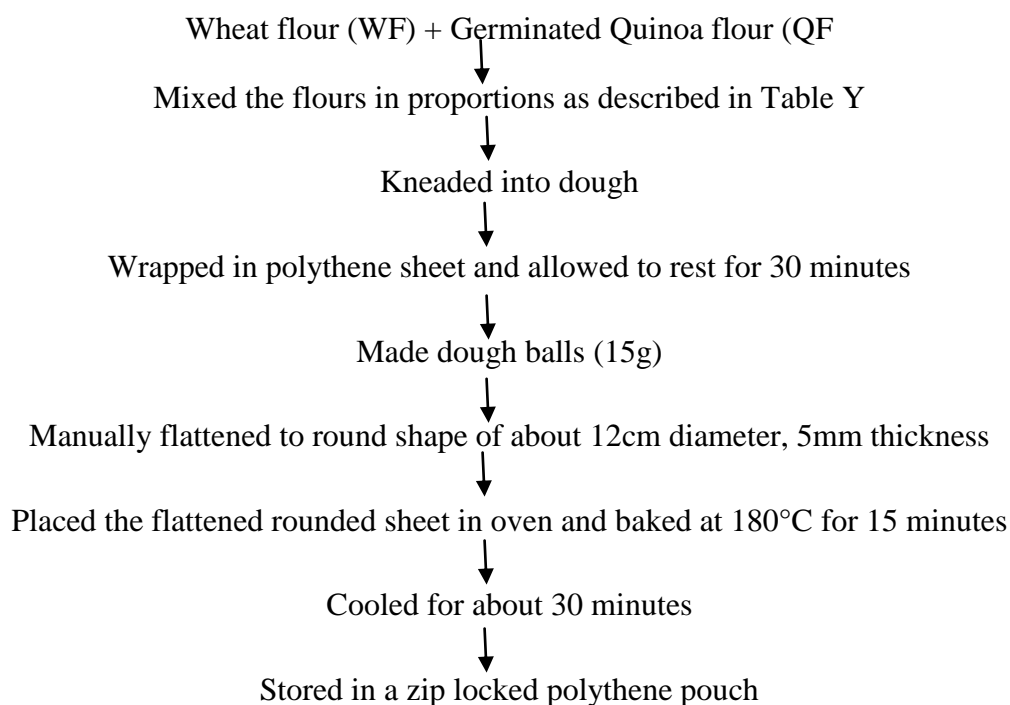 Wheat flour (WF) + Germinated Quinoa flour (QF
Mixed the flours in proportions as described in Table Y
Kneaded into dough
Wrapped in polythene sheet and allowed to rest for 30 minutes
Made dough balls (15g)
Manually flattened to round shape of about 12cm diameter, 5mm thickness
Placed the flattened rounded sheet in oven and baked at 180°C for 15 minutes
Cooled for about 30 minutes
Stored in a zip locked polythene pouch